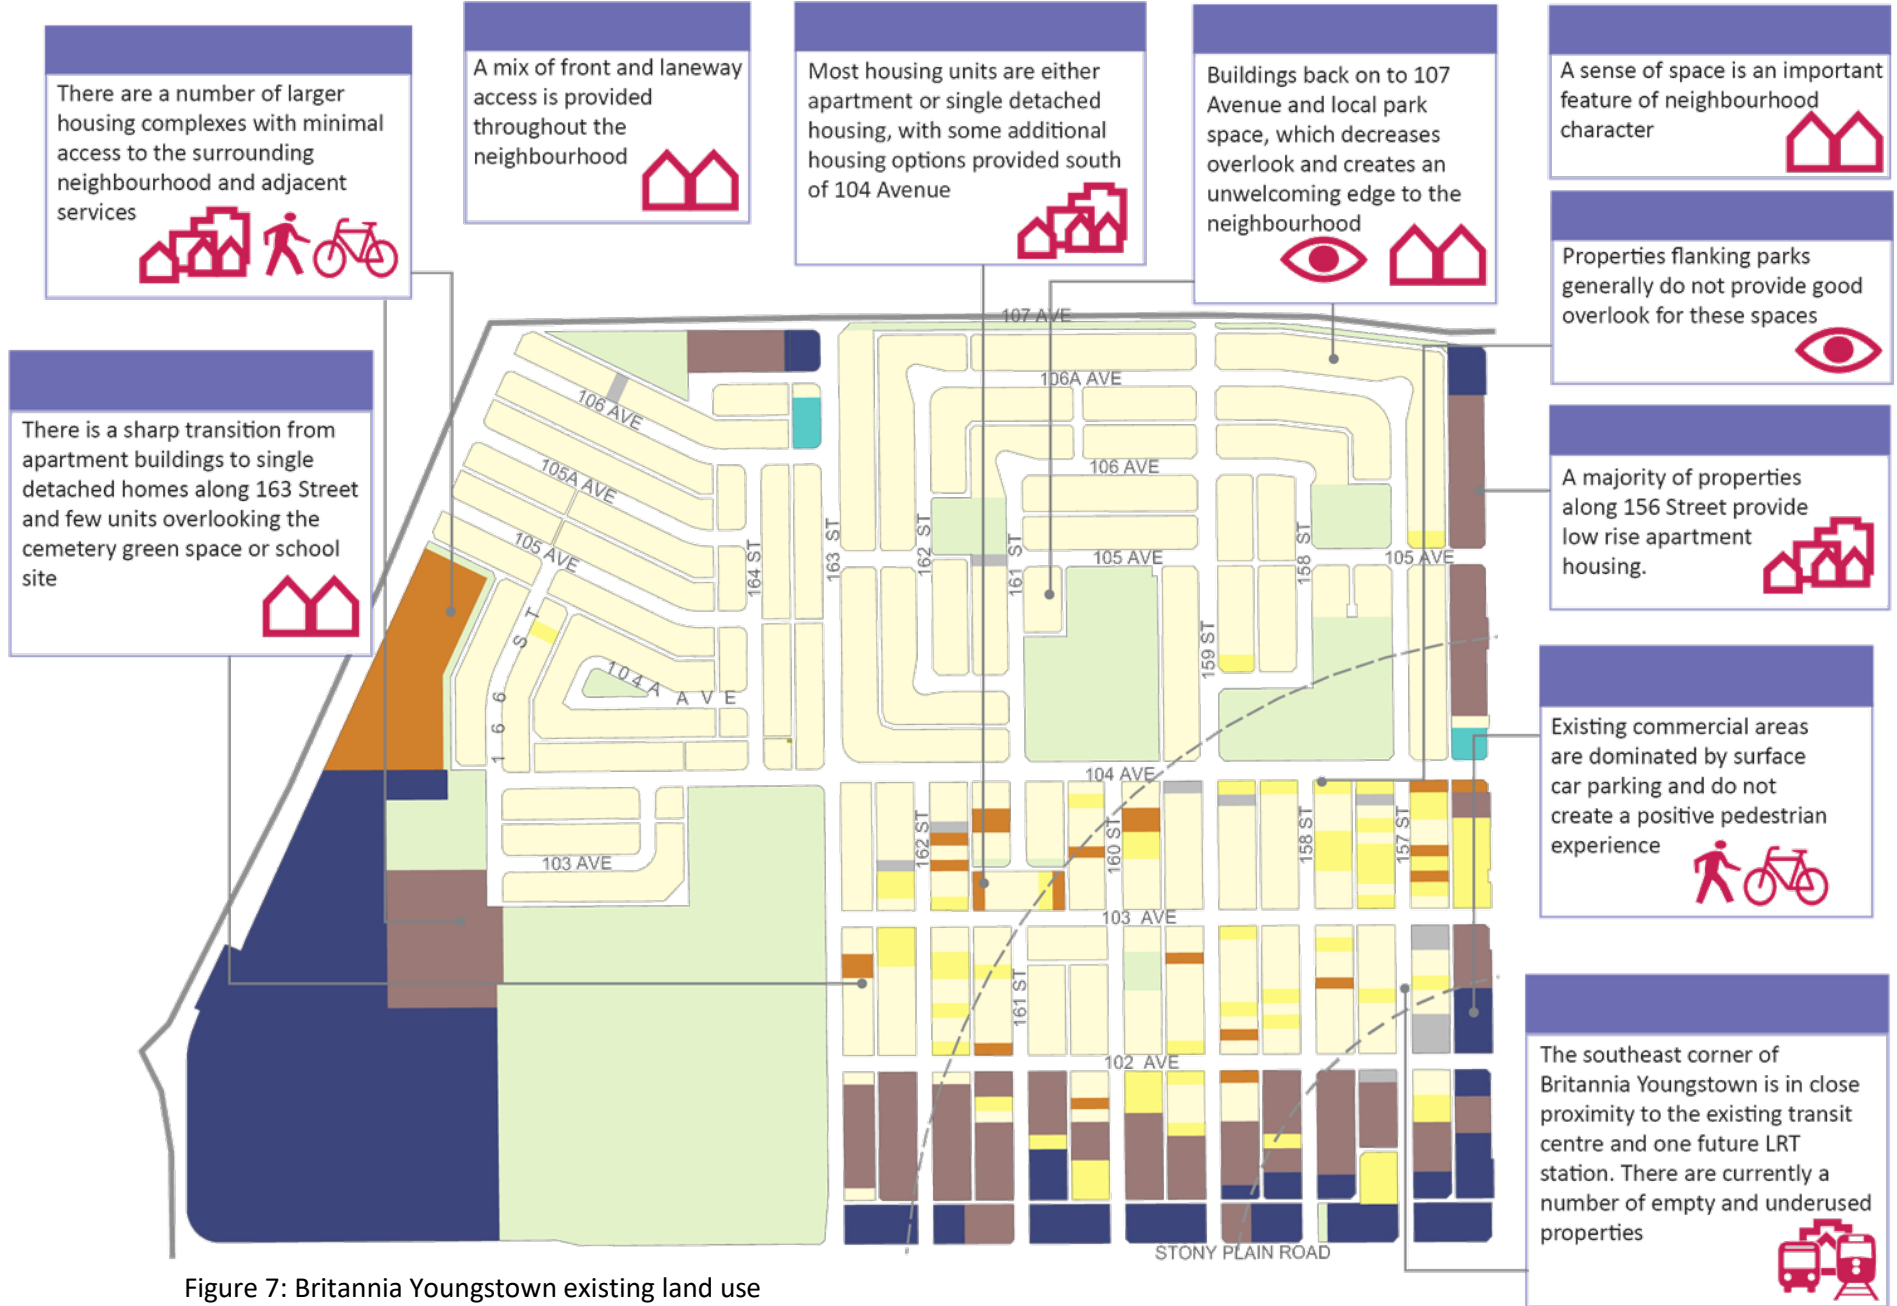 There are a number of larger
housing complexes with minimal
access to the surrounding
neighbourhood and adjacent
services
A mix of front and laneway
access is provided
throughout the
neighbourhood
Most housing units are either
apartment or single detached
housing, with some additional
housing options provided south
of 104 Avenue
Buildings back on to 107
Avenue and local park
space, which decreases
overlook and creates an
unwelcoming edge to the
neighbourhood
A sense of space is an important
feature of neighbourhood
character
Properties flanking parks
generally do not provide good
overlook for these spaces
There is a sharp transition from
apartment buildings to single
detached homes along 163 Street
and few units overlooking the
cemetery green space or school
site
A majority of properties
along 156 Street provide
low rise apartment
housing.
Existing commercial areas
are dominated by surface
car parking and do not
create a positive pedestrian
experience
The southeast corner of
Britannia Youngstown is in close
proximity to the existing transit
centre and one future LRT
station. There are currently a
number of empty and underused
properties
107 AVE
106A AVE
106 AVE
106 AVE
105A AVE
105 AVE
105 AVE
105 AVE
164 ST
163 ST
162 ST
161 ST
158 ST
159 ST
166 ST
104A AVE
104 AVE
162 ST
160 ST
158 ST
157 ST
103 AVE
103 AVE
161 ST
102 AVE
STONY PLAIN ROAD
Figure 7: Britannia Youngstown existing land use